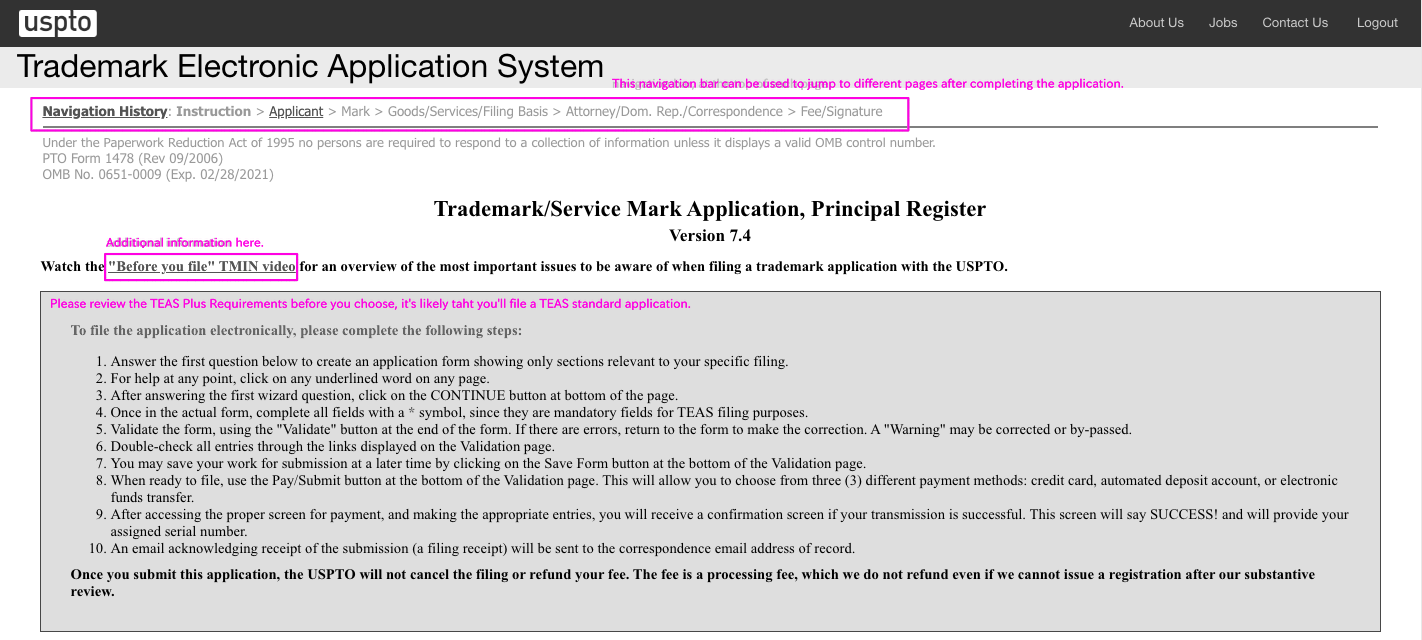 uspto
About Us Jobs Contact Us Logout
Trademark Electronic Application System
This navigation bar can be used to jump to different pages after completing the application.
Navigation History: Instruction > Applicant > Mark > Goods/Services/Filing Basis > Attorney/Dom. Rep./Correspondence > Fee/Signature
Under the Paperwork Reduction Act of 1995 no persons are required to respond to a collection of information unless it displays a valid OMB control number.
PTO Form 1478 (Rev 09/2006)
OMB No. 0651-0009 (Exp. 02/28/2021)
Trademark/Service Mark Application, Principal Register
Version 7.4
Additional information here.
Watch the "Before you file" TMIN video for an overview of the most important issues to be aware of when filing a trademark application with the USPTO.
Please review the TEAS Plus Requirements before you choose, it's likely taht you'll file a TEAS standard application.
To file the application electronically, please complete the following steps:
1. Answer the first question below to create an application form showing only sections relevant to your specific filing.
2. For help at any point, click on any underlined word on any page.
3. After answering the first wizard question, click on the CONTINUE button at bottom of the page.
4. Once in the actual form, complete all fields with a * symbol, since they are mandatory fields for TEAS filing purposes.
5. Validate the form, using the "Validate" button at the end of the form. If there are errors, return to the form to make the correction. A "Warning" may be corrected or by-passed.
6. Double-check all entries through the links displayed on the Validation page.
7. You may save your work for submission at a later time by clicking on the Save Form button at the bottom of the Validation page.
8. When ready to file, use the Pay/Submit button at the bottom of the Validation page. This will allow you to choose from three (3) different payment methods: credit card, automated deposit account, or electronic
funds transfer.
9. After accessing the proper screen for payment, and making the appropriate entries, you will receive a confirmation screen if your transmission is successful. This screen will say SUCCESS! and will provide your
assigned serial number.
10. An email acknowledging receipt of the submission (a filing receipt) will be sent to the correspondence email address of record.
Once you submit this application, the USPTO will not cancel the filing or refund your fee. The fee is a processing fee, which we do not refund even if we cannot issue a registration after our substantive
review.